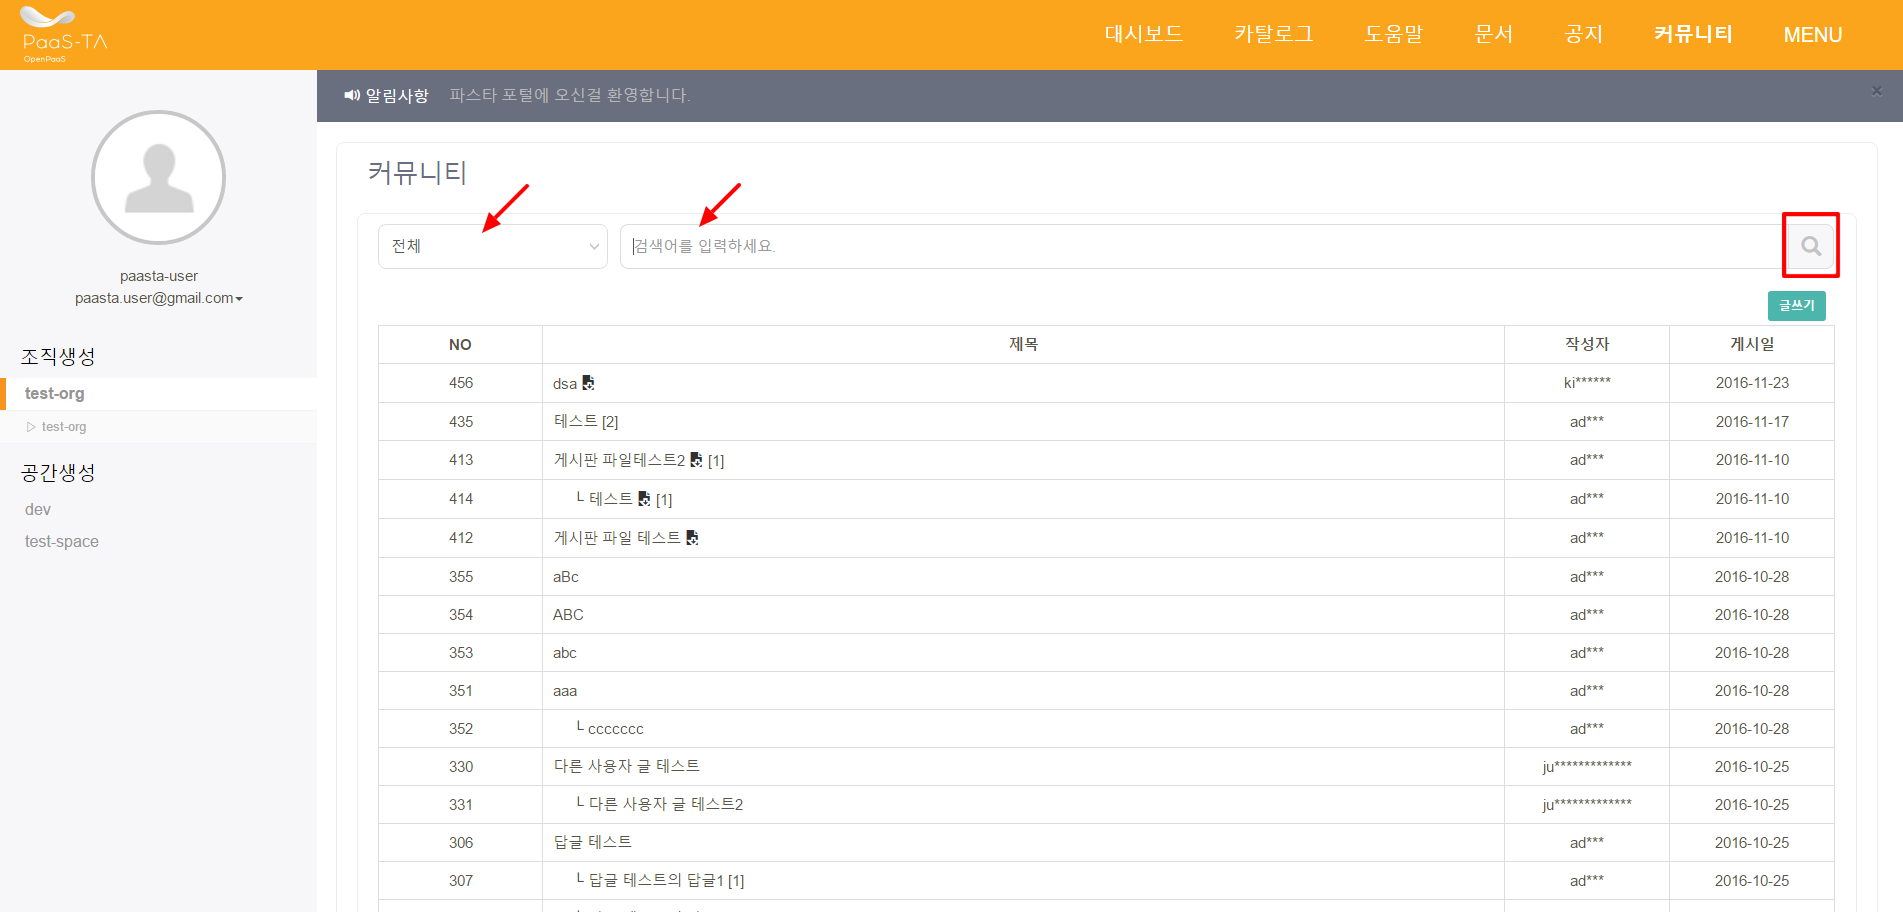 PaaS-TA
OpenPaaS
대시보드 카탈로그 도움말 문서 공지 커뮤니티 MENU
알림사항 파스타 포털에 오신걸 환영합니다. ×
paasta-user
paasta.user@gmail.com
조직생성
test-org
▷ test-org
공간생성
dev
test-space
커뮤니티
전체 검색어를 입력하세요.
글쓰기
NO 제목 작성자 게시일
456 dsa ki****** 2016-11-23
435 테스트 [2] ad*** 2016-11-17
413 게시판 파일테스트2 [1] ad*** 2016-11-10
414 └ 테스트 [1] ad*** 2016-11-10
412 게시판 파일 테스트 ad*** 2016-11-10
355 aBc ad*** 2016-10-28
354 ABC ad*** 2016-10-28
353 abc ad*** 2016-10-28
351 aaa ad*** 2016-10-28
352 └ ccccccc ad*** 2016-10-28
330 다른 사용자 글 테스트 ju************* 2016-10-25
331 └ 다른 사용자 글 테스트2 ju************* 2016-10-25
306 답글 테스트 ad*** 2016-10-25
307 └ 답글 테스트의 답글1 [1] ad*** 2016-10-25